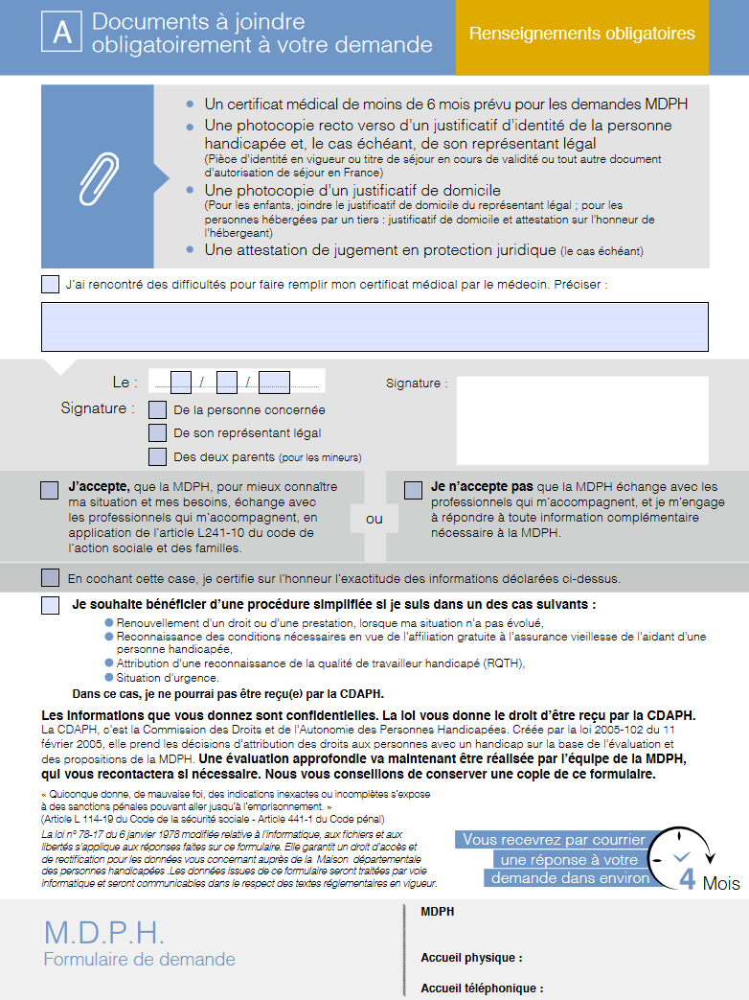 A
Documents à joindre
obligatoirement à votre demande
Renseignements obligatoires
• Un certificat médical de moins de 6 mois prévu pour les demandes MDPH
• Une photocopie recto verso d'un justificatif d'identité de la personne
handicapée et, le cas échéant, de son représentant légal
(Pièce d'identité en vigueur ou titre de séjour en cours de validité ou tout autre document
d'autorisation de séjour en France)
• Une photocopie d'un justificatif de domicile
(Pour les enfants, joindre le justificatif de domicile du représentant légal ; pour les
personnes hébergées par un tiers : justificatif de domicile et attestation sur l'honneur de
l'hébergeant)
• Une attestation de jugement en protection juridique (le cas échéant)
J'ai rencontré des difficultés pour faire remplir mon certificat médical par le médecin. Préciser :
Le : / /
Signature :
De la personne concernée
De son représentant légal
Des deux parents (pour les mineurs)
Signature :
J'accepte, que la MDPH, pour mieux connaître
ma situation et mes besoins, échange avec
les professionnels qui m'accompagnent, en
application de l'article L241-10 du code de
l'action sociale et des familles.
ou
Je n'accepte pas que la MDPH échange avec les
professionnels qui m'accompagnent, et je m'engage
à répondre à toute information complémentaire
nécessaire à la MDPH.
En cochant cette case, je certifie sur l'honneur l'exactitude des informations déclarées ci-dessus.
Je souhaite bénéficier d'une procédure simplifiée si je suis dans un des cas suivants :
• Renouvellement d'un droit ou d'une prestation, lorsque ma situation n'a pas évolué,
• Reconnaissance des conditions nécessaires en vue de l'affiliation gratuite à l'assurance vieillesse de l'aidant d'une
personne handicapée,
• Attribution d'une reconnaissance de la qualité de travailleur handicapé (RQTH),
• Situation d'urgence.
Dans ce cas, je ne pourrai pas être reçu(e) par la CDAPH.
Les informations que vous donnez sont confidentielles. La loi vous donne le droit d'être reçu par la CDAPH.
La CDAPH, c'est la Commission des Droits et de l'Autonomie des Personnes Handicapées. Créée par la loi 2005-102 du 11
février 2005, elle prend les décisions d'attribution des droits aux personnes avec un handicap sur la base de l'évaluation et
des propositions de la MDPH. Une évaluation approfondie va maintenant être réalisée par l'équipe de la MDPH,
qui vous recontactera si nécessaire. Nous vous conseillons de conserver une copie de ce formulaire.
« Quiconque donne, de mauvaise foi, des indications inexactes ou incomplètes s'expose
à des sanctions pénales pouvant aller jusqu'à l'emprisonnement. »
(Article L 114-19 du Code de la sécurité sociale - Article 441-1 du Code pénal)
La loi n° 78-17 du 6 janvier 1978 modifiée relative à l'informatique, aux fichiers et aux
libertés s'applique aux réponses faites sur ce formulaire. Elle garantit un droit d'accès et
de rectification pour les données vous concernant auprès de la Maison départementale
des personnes handicapées .Les données issues de ce formulaire seront traitées par voie
informatique et seront communicables dans le respect des textes réglementaires en vigueur.
Vous recevrez par courrier
une réponse à votre
demande dans environ
4 Mois
M.D.P.H.
Formulaire de demande
MDPH
Accueil physique :
Accueil téléphonique :